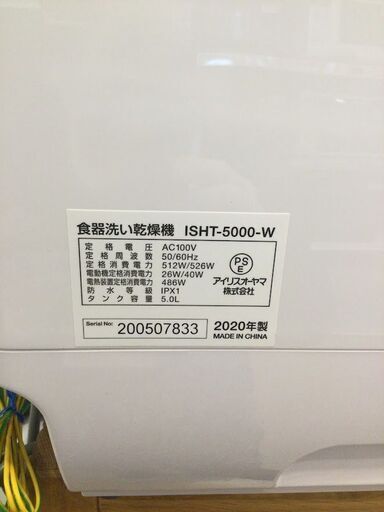 食器洗い乾燥機 ISHT-5000-W
定格電圧 AC100V
定格周波数 50/60Hz
定格消費電力 512W/526W
電動機定格消費電力 26W/40W
電熱装置定格消費電力 486W
防水等級 IPX1
タンク容量 5.0L
PS
E
アイリスオーヤマ
株式会社
Serial No: 200507833
2020年製
MADE IN CHINA